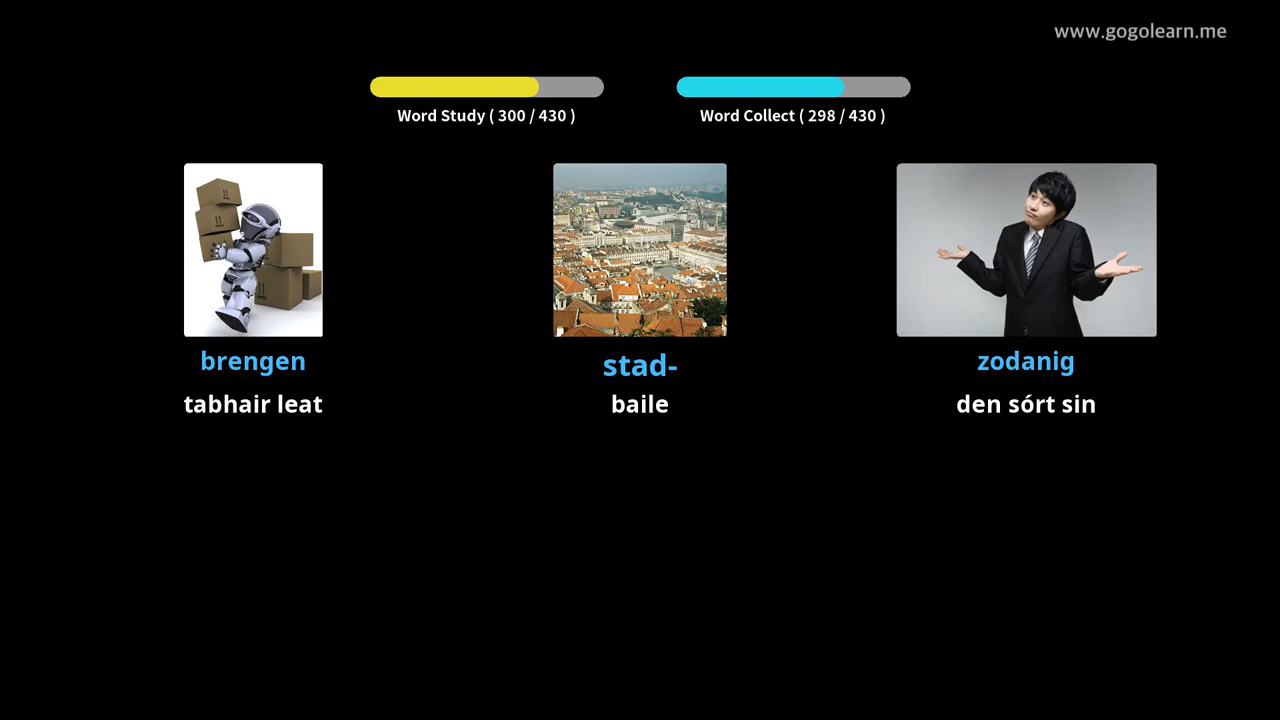 www.gogolearn.me
Word Study ( 300 / 430 )
Word Collect ( 298 / 430 )
brengen
stad-
zodanig
tabhair leat
baile
den sórt sin